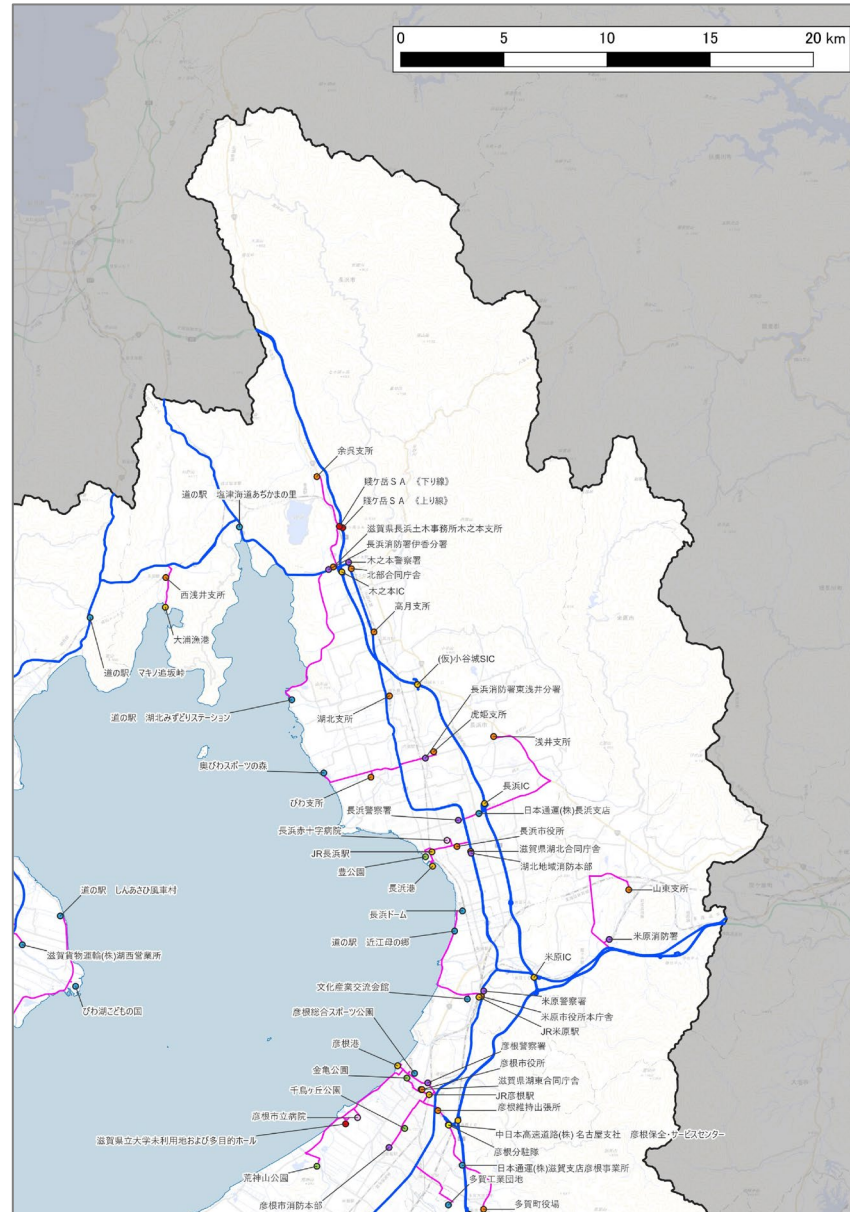 0 5 10 15 20 km
余呉支所
賤ケ岳SA 《下り線》
道の駅 塩津海道あぢかまの里
賤ケ岳SA 《上り線》
滋賀県長浜土木事務所木之本支所
長浜消防署伊香分署
木之本警察署
北部合同庁舎
木之本IC
西浅井支所
大浦漁港
高月支所
道の駅 マキノ追坂峠
(仮)小谷城SIC
長浜消防署東浅井分署
道の駅 湖北みずどりステーション
湖北支所
虎姫支所
浅井支所
奥びわスポーツの森
びわ支所
長浜IC
長浜警察署
日本通運(株)長浜支店
長浜赤十字病院
長浜市役所
JR長浜駅
滋賀県湖北合同庁舎
豊公園
湖北地域消防本部
長浜港
山東支所
道の駅 しんあさひ風車村
長浜ドーム
道の駅 近江母の郷
米原消防署
滋賀貨物運輸(株)湖西営業所
米原IC
びわ湖こどもの国
文化産業交流会館
米原警察署
彦根総合スポーツ公園
米原市役所本庁舎
JR米原駅
彦根港
彦根警察署
金亀公園
彦根市役所
千鳥ヶ丘公園
滋賀県湖東合同庁舎
JR彦根駅
彦根市立病院
彦根維持出張所
滋賀県立大学未利用地および多目的ホール
中日本高速道路(株)名古屋支社 彦根保全・サービスセンター
彦根分駐隊
荒神山公園
日本通運(株)滋賀支店彦根事業所
彦根市消防本部
多賀工業団地
多賀町役場